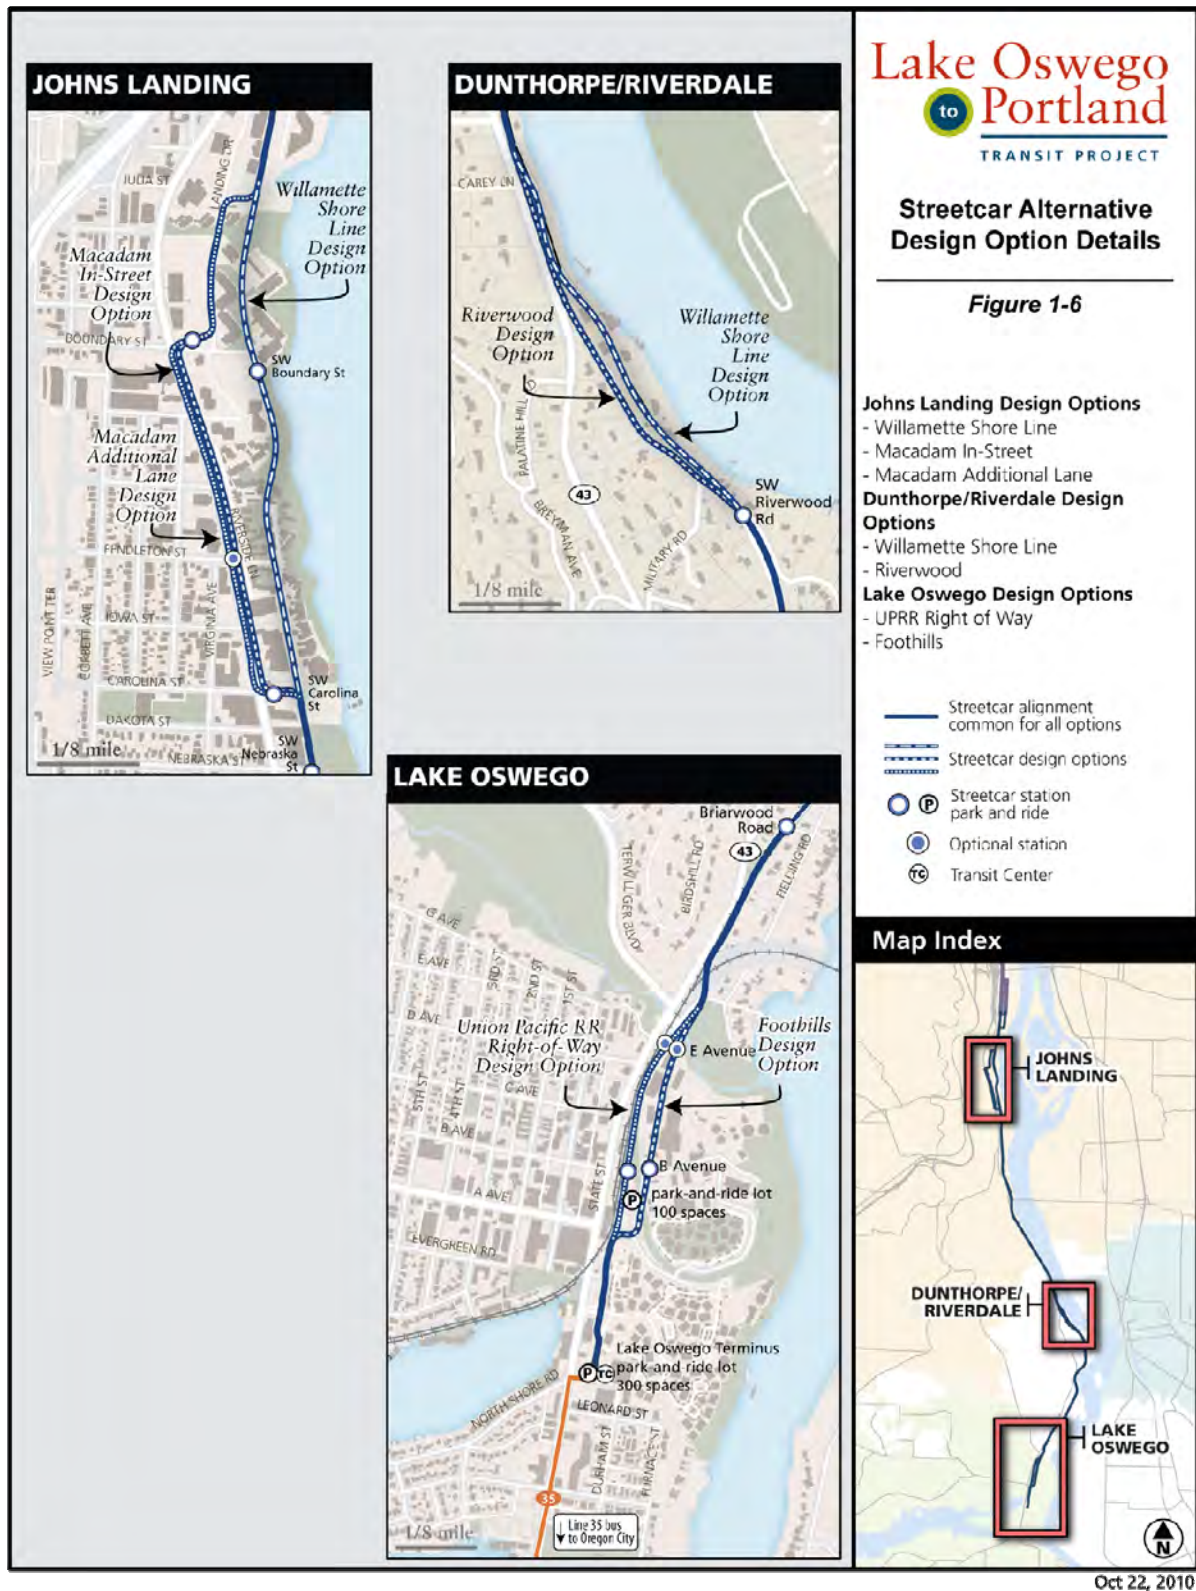 JOHNS LANDING
JULIA ST
LANDING DR
Willamette
Shore
Line
Design
Option
Macadam
In-Street
Design
Option
BOUNDARY ST
SW
Boundary St
Macadam
Additional
Lane
Design
Option
RIVERSIDE LN
PENDLETON ST
VIEW POINT TER
CORBETT AVE
VIRGINIA AVE
IOWA ST
CAROLINA ST
SW
Carolina
St
DAKOTA ST
SW
Nebraska
St
NEBRASKA ST
1/8 mile
DUNTHORPE/RIVERDALE
CAREY LN
Riverwood
Design
Option
Willamette
Shore
Line
Design
Option
PALATINE HILL
43
BREYMAN AVE
MILITARY RD
SW
Riverwood
Rd
1/8 mile
LAKE OSWEGO
Briarwood
Road
43
TERWILLIGER BLVD
BIRDSHILL RD
FIELDING RD
G AVE
E AVE
D AVE
3RD ST
2ND ST
1ST ST
Union Pacific RR
Right-of-Way
Design Option
E Avenue
Foothills
Design
Option
5TH ST
4TH ST
C AVE
B AVE
A AVE
STATE ST
B Avenue
P
park-and-ride lot
100 spaces
EVERGREEN RD
Lake Oswego Terminus
park-and-ride lot
300 spaces
P
TC
NORTH SHORE RD
LEONARD ST
DURHAM ST
FURNACE ST
35
1/8 mile
Line 35 bus
to Oregon City
Lake Oswego
to
Portland
TRANSIT PROJECT
Streetcar Alternative
Design Option Details
Figure 1-6
Johns Landing Design Options
- Willamette Shore Line
- Macadam In-Street
- Macadam Additional Lane
Dunthorpe/Riverdale Design
Options
- Willamette Shore Line
- Riverwood
Lake Oswego Design Options
- UPRR Right of Way
- Foothills
Streetcar alignment
common for all options
Streetcar design options
P
Streetcar station
park and ride
Optional station
TC
Transit Center
Map Index
JOHNS
LANDING
DUNTHORPE/
RIVERDALE
LAKE
OSWEGO
N
Oct 22, 2010